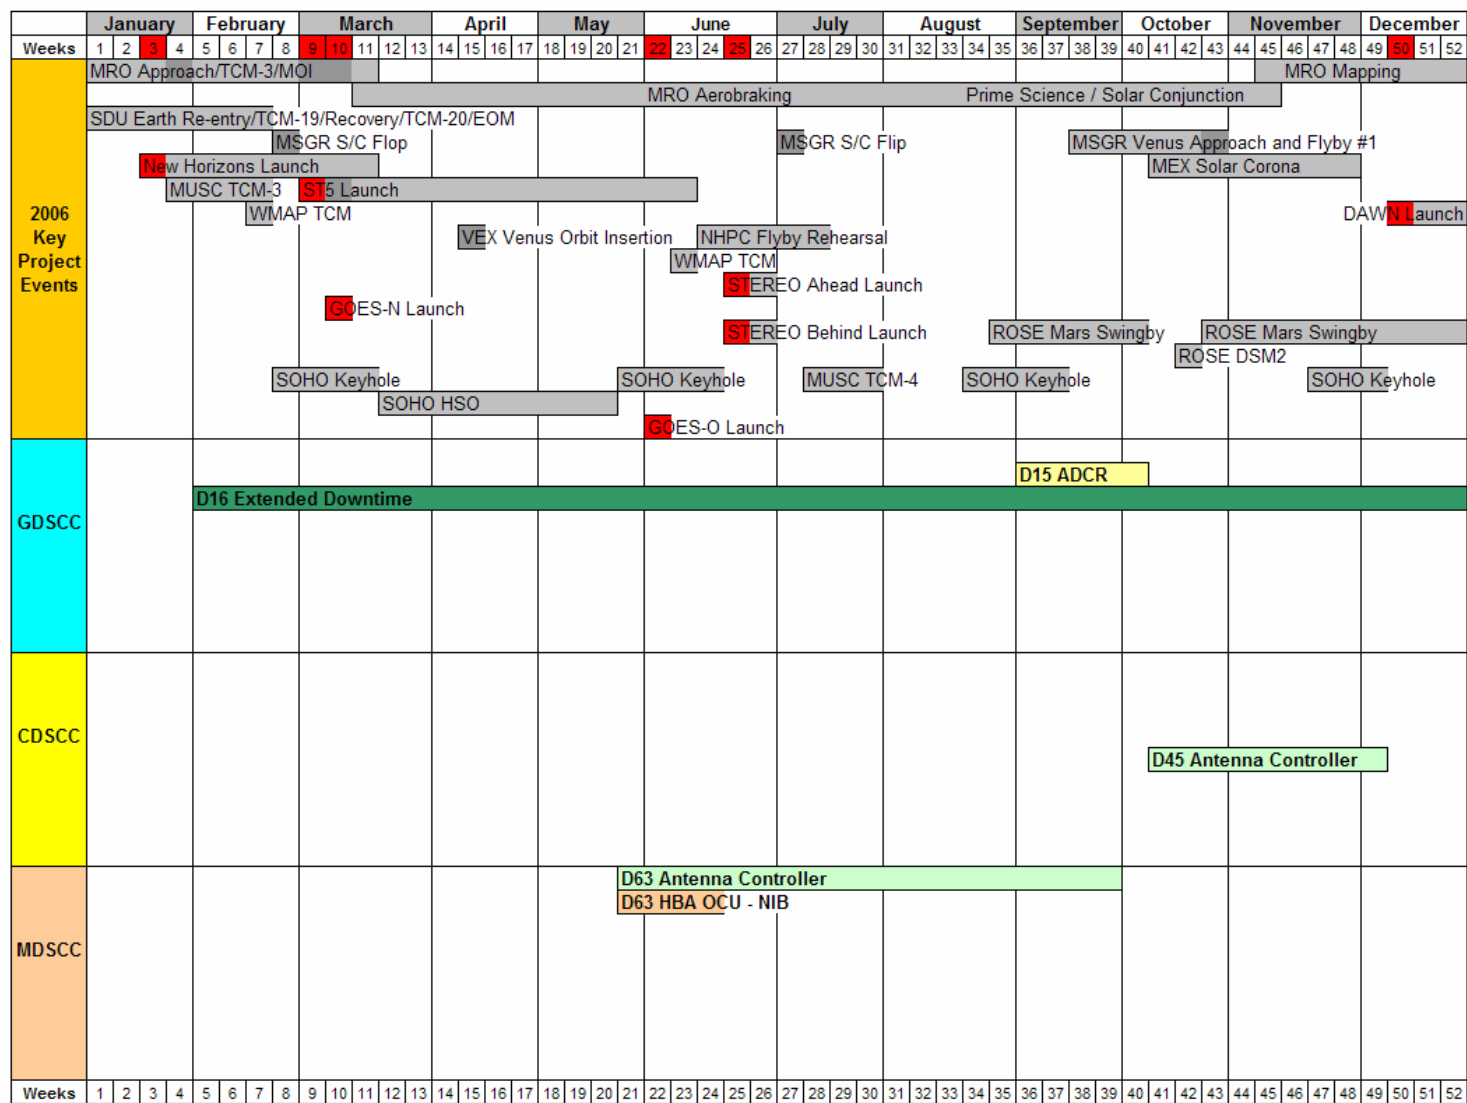 January February March April May June July August September October November December
Weeks 1 2 3 4 5 6 7 8 9 10 11 12 13 14 15 16 17 18 19 20 21 22 23 24 25 26 27 28 29 30 31 32 33 34 35 36 37 38 39 40 41 42 43 44 45 46 47 48 49 50 51 52
MRO Approach/TCM-3/MOI MRO Mapping
MRO Aerobraking Prime Science / Solar Conjunction
SDU Earth Re-entry/TCM-19/Recovery/TCM-20/EOM
MSGR S/C Flop MSGR S/C Flip MSGR Venus Approach and Flyby #1
New Horizons Launch MEX Solar Corona
MUSC TCM-3 ST5 Launch
2006
Key
Project
Events
WMAP TCM DAWN Launch
VEX Venus Orbit Insertion NHPC Flyby Rehearsal
WMAP TCM
STEREO Ahead Launch
GOES-N Launch
STEREO Behind Launch ROSE Mars Swingby ROSE Mars Swingby
ROSE DSM2
SOHO Keyhole SOHO Keyhole MUSC TCM-4 SOHO Keyhole SOHO Keyhole
SOHO HSO
GOES-O Launch
GDSCC
D15 ADCR
D16 Extended Downtime
CDSCC
D45 Antenna Controller
MDSCC
D63 Antenna Controller
D63 HBA OCU - NIB
Weeks 1 2 3 4 5 6 7 8 9 10 11 12 13 14 15 16 17 18 19 20 21 22 23 24 25 26 27 28 29 30 31 32 33 34 35 36 37 38 39 40 41 42 43 44 45 46 47 48 49 50 51 52